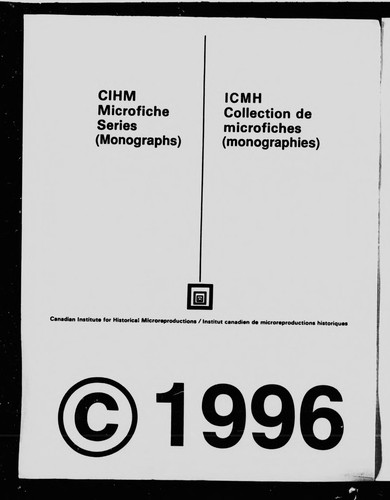 CIHM
Microfiche
Series
(Monographs)
ICMH
Collection de
microfiches
(monographies)
Canadian Institute for Historical Microreproductions / Institut canadien de microreproductions historiques
© 1996